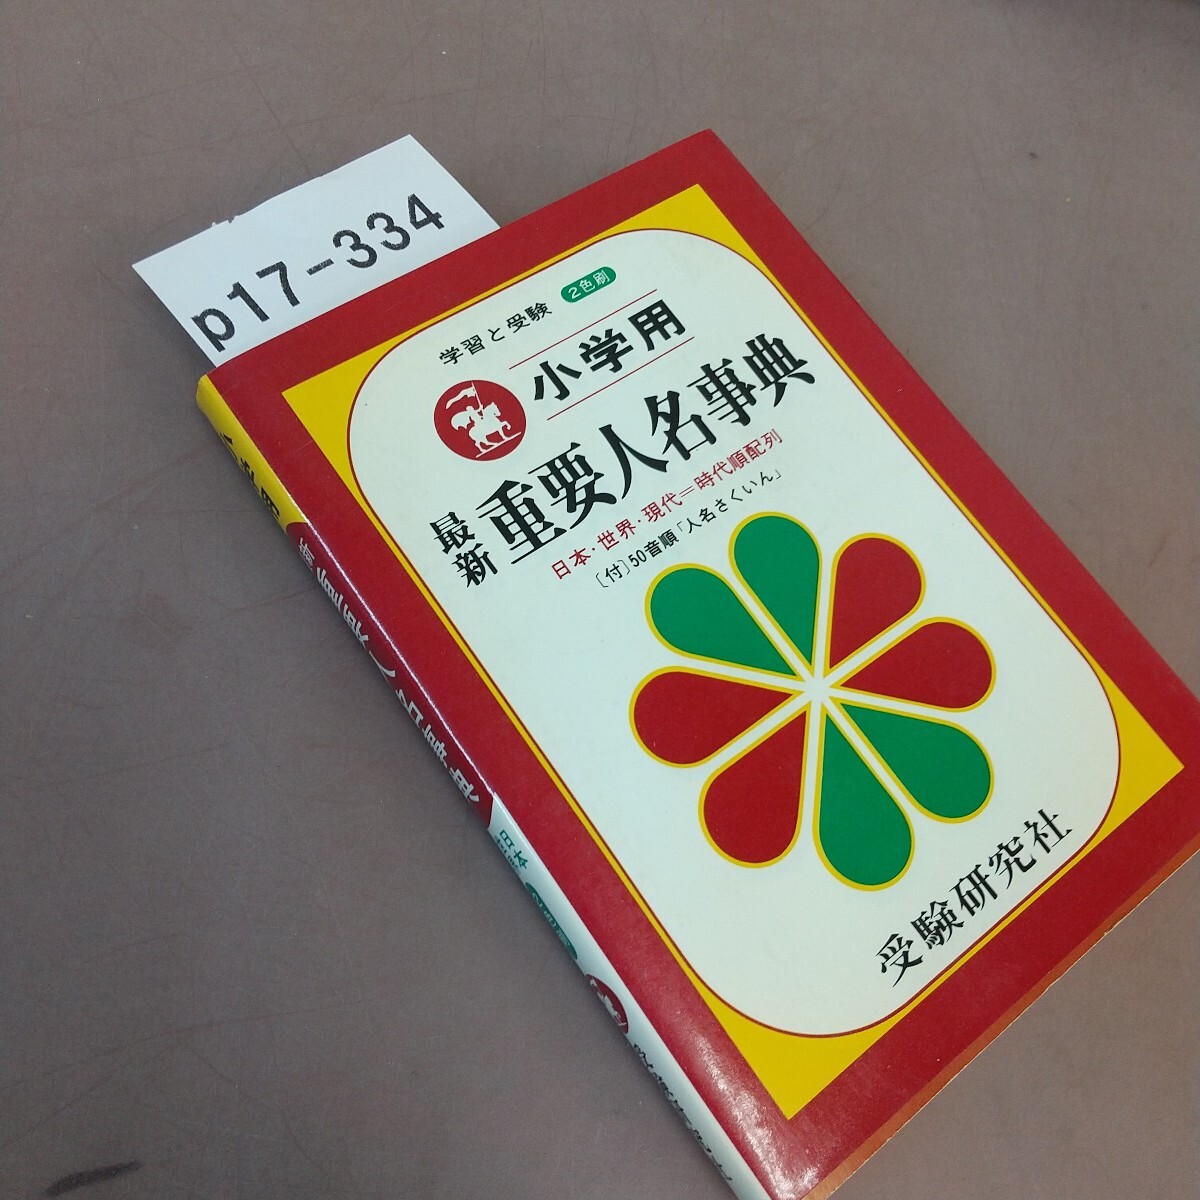 p17-334
学習と受験 2色刷
小学用
最新 重要人名事典
日本・世界・現代＝時代順配列
〔付〕50音順「人名さくいん」
受験研究社